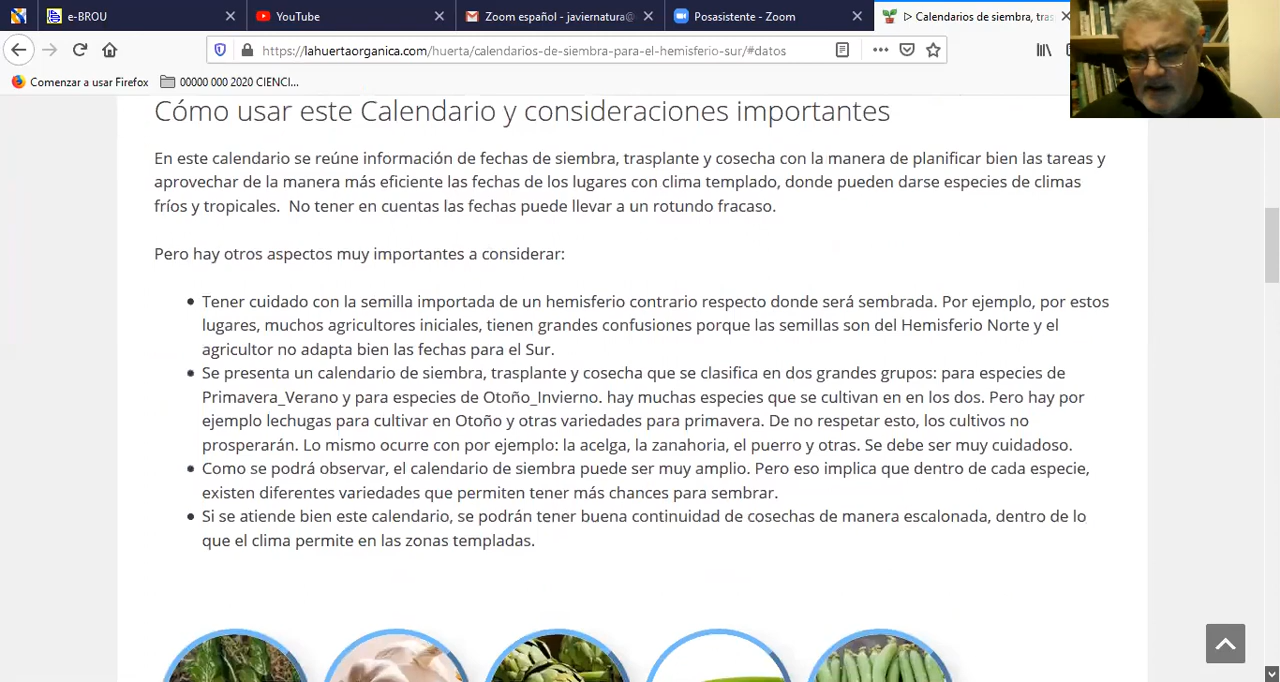 e-BROU
YouTube
Zoom español - javiernatura@
Posasistente - Zoom
Calendarios de siembra, tras
https://lahuertaorganica.com/huerta/calendarios-de-siembra-para-el-hemisferio-sur/#datos
Comenzar a usar Firefox
00000 000 2020 CIENCI...
Cómo usar este Calendario y consideraciones importantes
En este calendario se reúne información de fechas de siembra, trasplante y cosecha con la manera de planificar bien las tareas y
aprovechar de la manera más eficiente las fechas de los lugares con clima templado, donde pueden darse especies de climas
fríos y tropicales. No tener en cuentas las fechas puede llevar a un rotundo fracaso.
Pero hay otros aspectos muy importantes a considerar:
Tener cuidado con la semilla importada de un hemisferio contrario respecto donde será sembrada. Por ejemplo, por estos
lugares, muchos agricultores iniciales, tienen grandes confusiones porque las semillas son del Hemisferio Norte y el
agricultor no adapta bien las fechas para el Sur.
Se presenta un calendario de siembra, trasplante y cosecha que se clasifica en dos grandes grupos: para especies de
Primavera_Verano y para especies de Otoño_Invierno. hay muchas especies que se cultivan en en los dos. Pero hay por
ejemplo lechugas para cultivar en Otoño y otras variedades para primavera. De no respetar esto, los cultivos no
prosperarán. Lo mismo ocurre con por ejemplo: la acelga, la zanahoria, el puerro y otras. Se debe ser muy cuidadoso.
Como se podrá observar, el calendario de siembra puede ser muy amplio. Pero eso implica que dentro de cada especie,
existen diferentes variedades que permiten tener más chances para sembrar.
Si se atiende bien este calendario, se podrán tener buena continuidad de cosechas de manera escalonada, dentro de lo
que el clima permite en las zonas templadas.